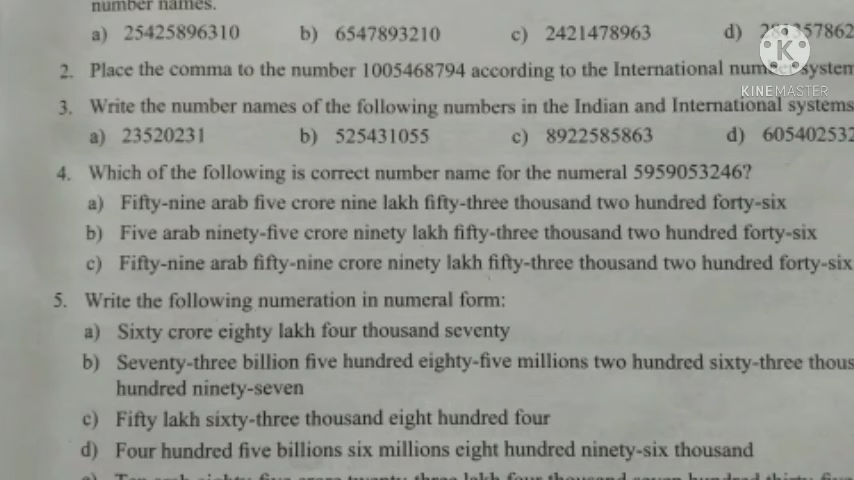 number names.
a) 25425896310 b) 6547893210 c) 2421478963 d)
2. Place the comma to the number 1005468794 according to the International number system
3. Write the number names of the following numbers in the Indian and International systems
a) 23520231 b) 525431055 c) 8922585863 d) 605402532
4. Which of the following is correct number name for the numeral 5959053246?
a) Fifty-nine arab five crore nine lakh fifty-three thousand two hundred forty-six
b) Five arab ninety-five crore ninety lakh fifty-three thousand two hundred forty-six
c) Fifty-nine arab fifty-nine crore ninety lakh fifty-three thousand two hundred forty-six
5. Write the following numeration in numeral form:
a) Sixty crore eighty lakh four thousand seventy
b) Seventy-three billion five hundred eighty-five millions two hundred sixty-three thous
hundred ninety-seven
c) Fifty lakh sixty-three thousand eight hundred four
d) Four hundred five billions six millions eight hundred ninety-six thousand
K
KINEMASTER